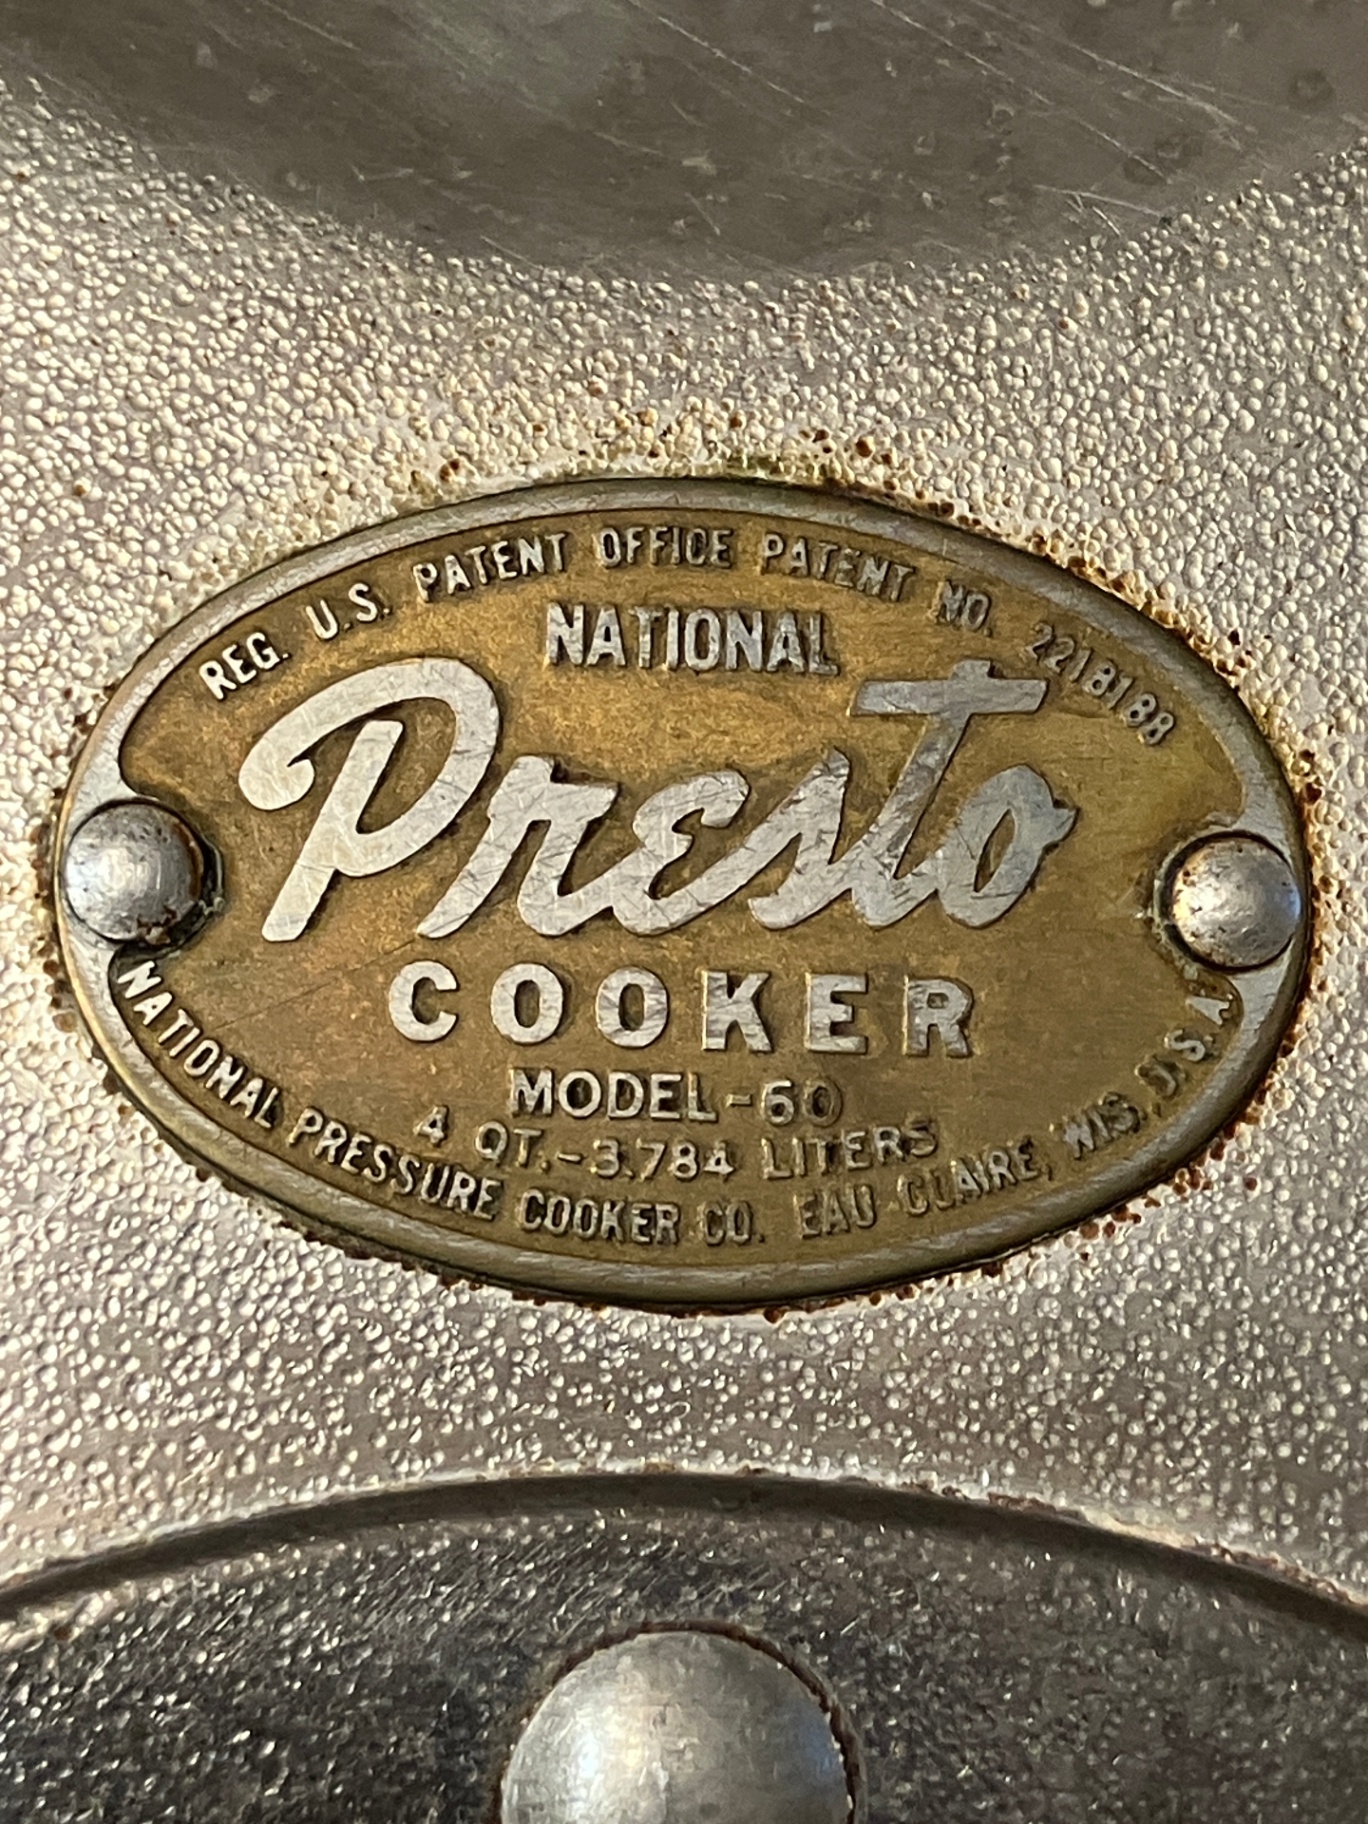 REG. U.S. PATENT OFFICE PATENT NO. 2218188
NATIONAL
Presto
COOKER
MODEL-60
4 QT.-3.784 LITERS
NATIONAL PRESSURE COOKER CO. EAU CLAIRE, WIS., U.S.A.